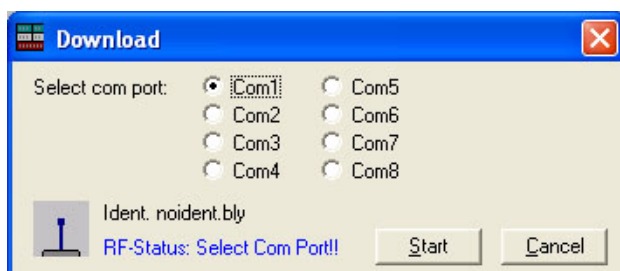 Download
Select com port: Com1 Com5
Com2 Com6
Com3 Com7
Com4 Com8
Ident. noident.bly
RF-Status: Select Com Port!! Start Cancel